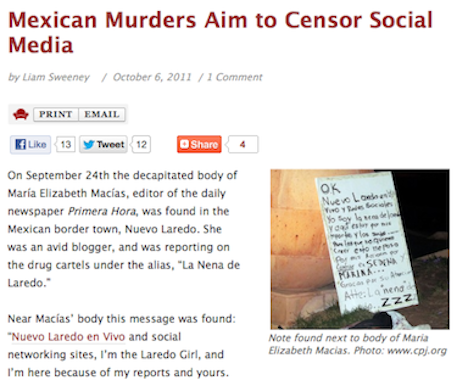 Mexican Murders Aim to Censor Social
Media
by Liam Sweeney / October 6, 2011 / 1 Comment
PRINT EMAIL
Like 13 Tweet 12 Share 4
On September 24th the decapitated body of
María Elizabeth Macías, editor of the daily
newspaper Primera Hora, was found in the
Mexican border town, Nuevo Laredo. She
was an avid blogger, and was reporting on
the drug cartels under the alias, "La Nena de
Laredo."
Near Macías' body this message was found:
"Nuevo Laredo en Vivo and social
networking sites, I'm the Laredo Girl, and
I'm here because of my reports and yours.
OK
Nuevo Laredo en
Vivo y Redes Sociales
Yo Soy la nena de
y aqui estoy por mis
reportes y los
SEDENA
MARINA...
Atte: La nena de
ZZZ
Note found next to body of Maria
Elizabeth Macias. Photo: www.cpj.org